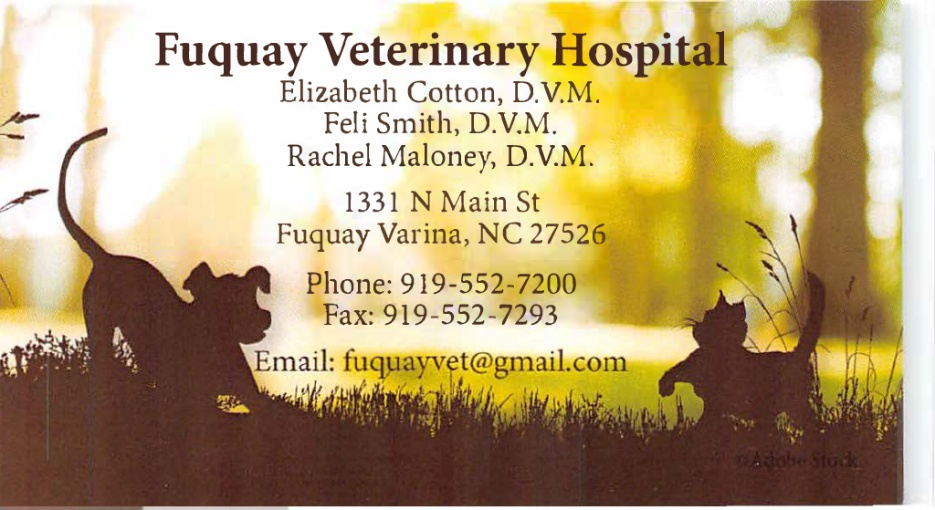 Fuquay Veterinary Hospital
Elizabeth Cotton, D.V.M.
Feli Smith, D.V.M.
Rachel Maloney, D.V.M.
1331 N Main St
Fuquay Varina, NC 27526
Phone: 919-552-7200
Fax: 919-552-7293
Email: fuquayvet@gmail.com
©Adobe Stock